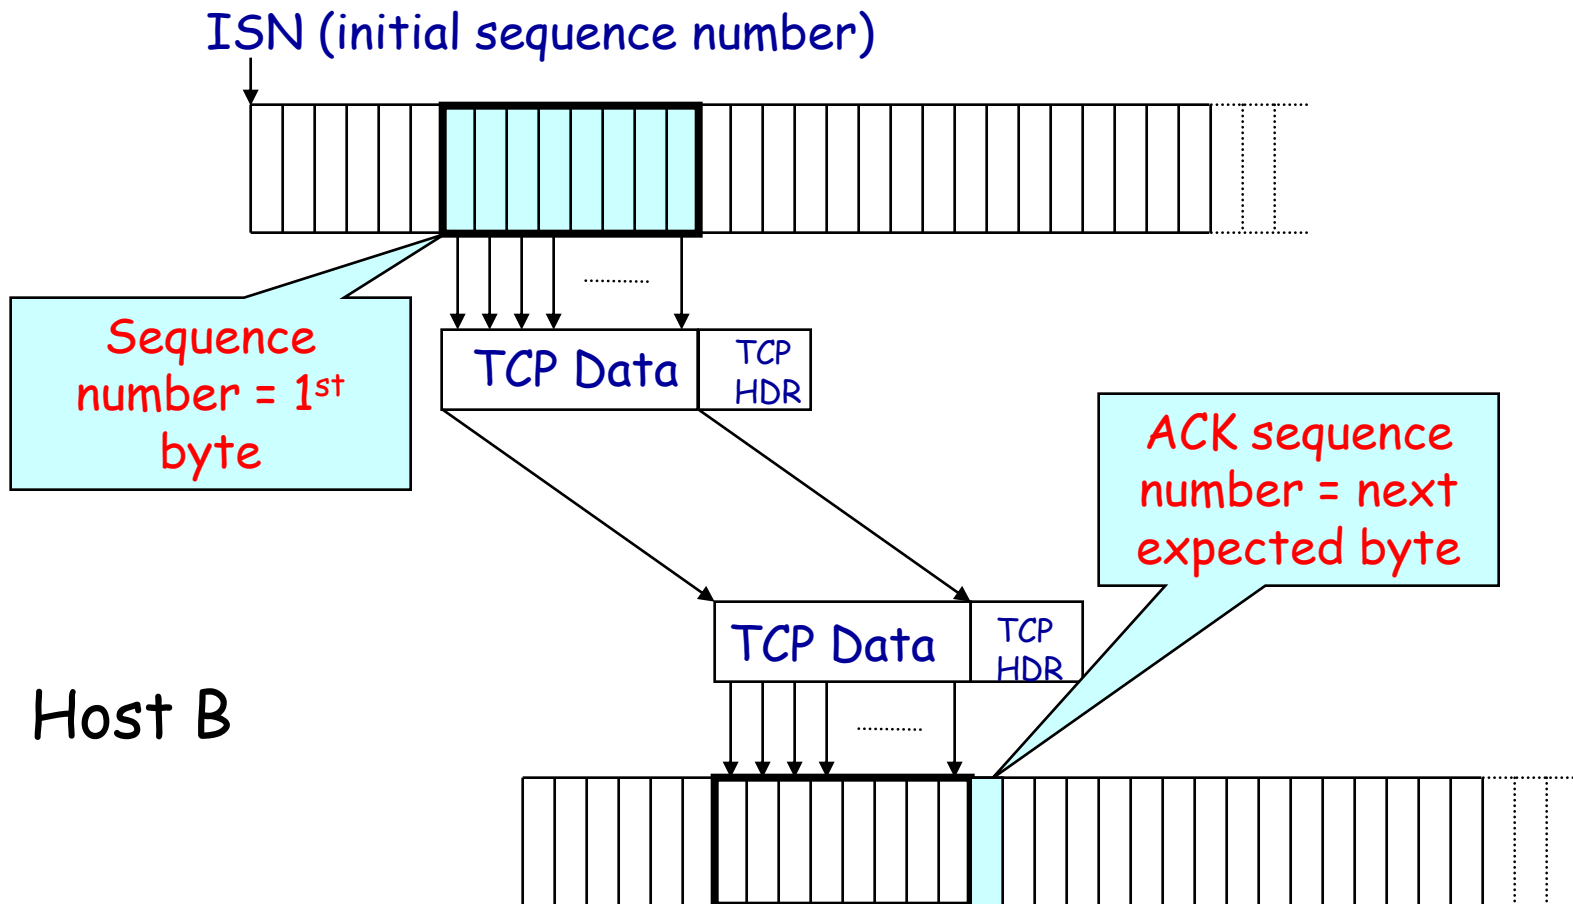 ISN (initial sequence number)
Sequence
number = 1st
byte
TCP Data
TCP
HDR
ACK sequence
number = next
expected byte
TCP Data
TCP
HDR
Host B